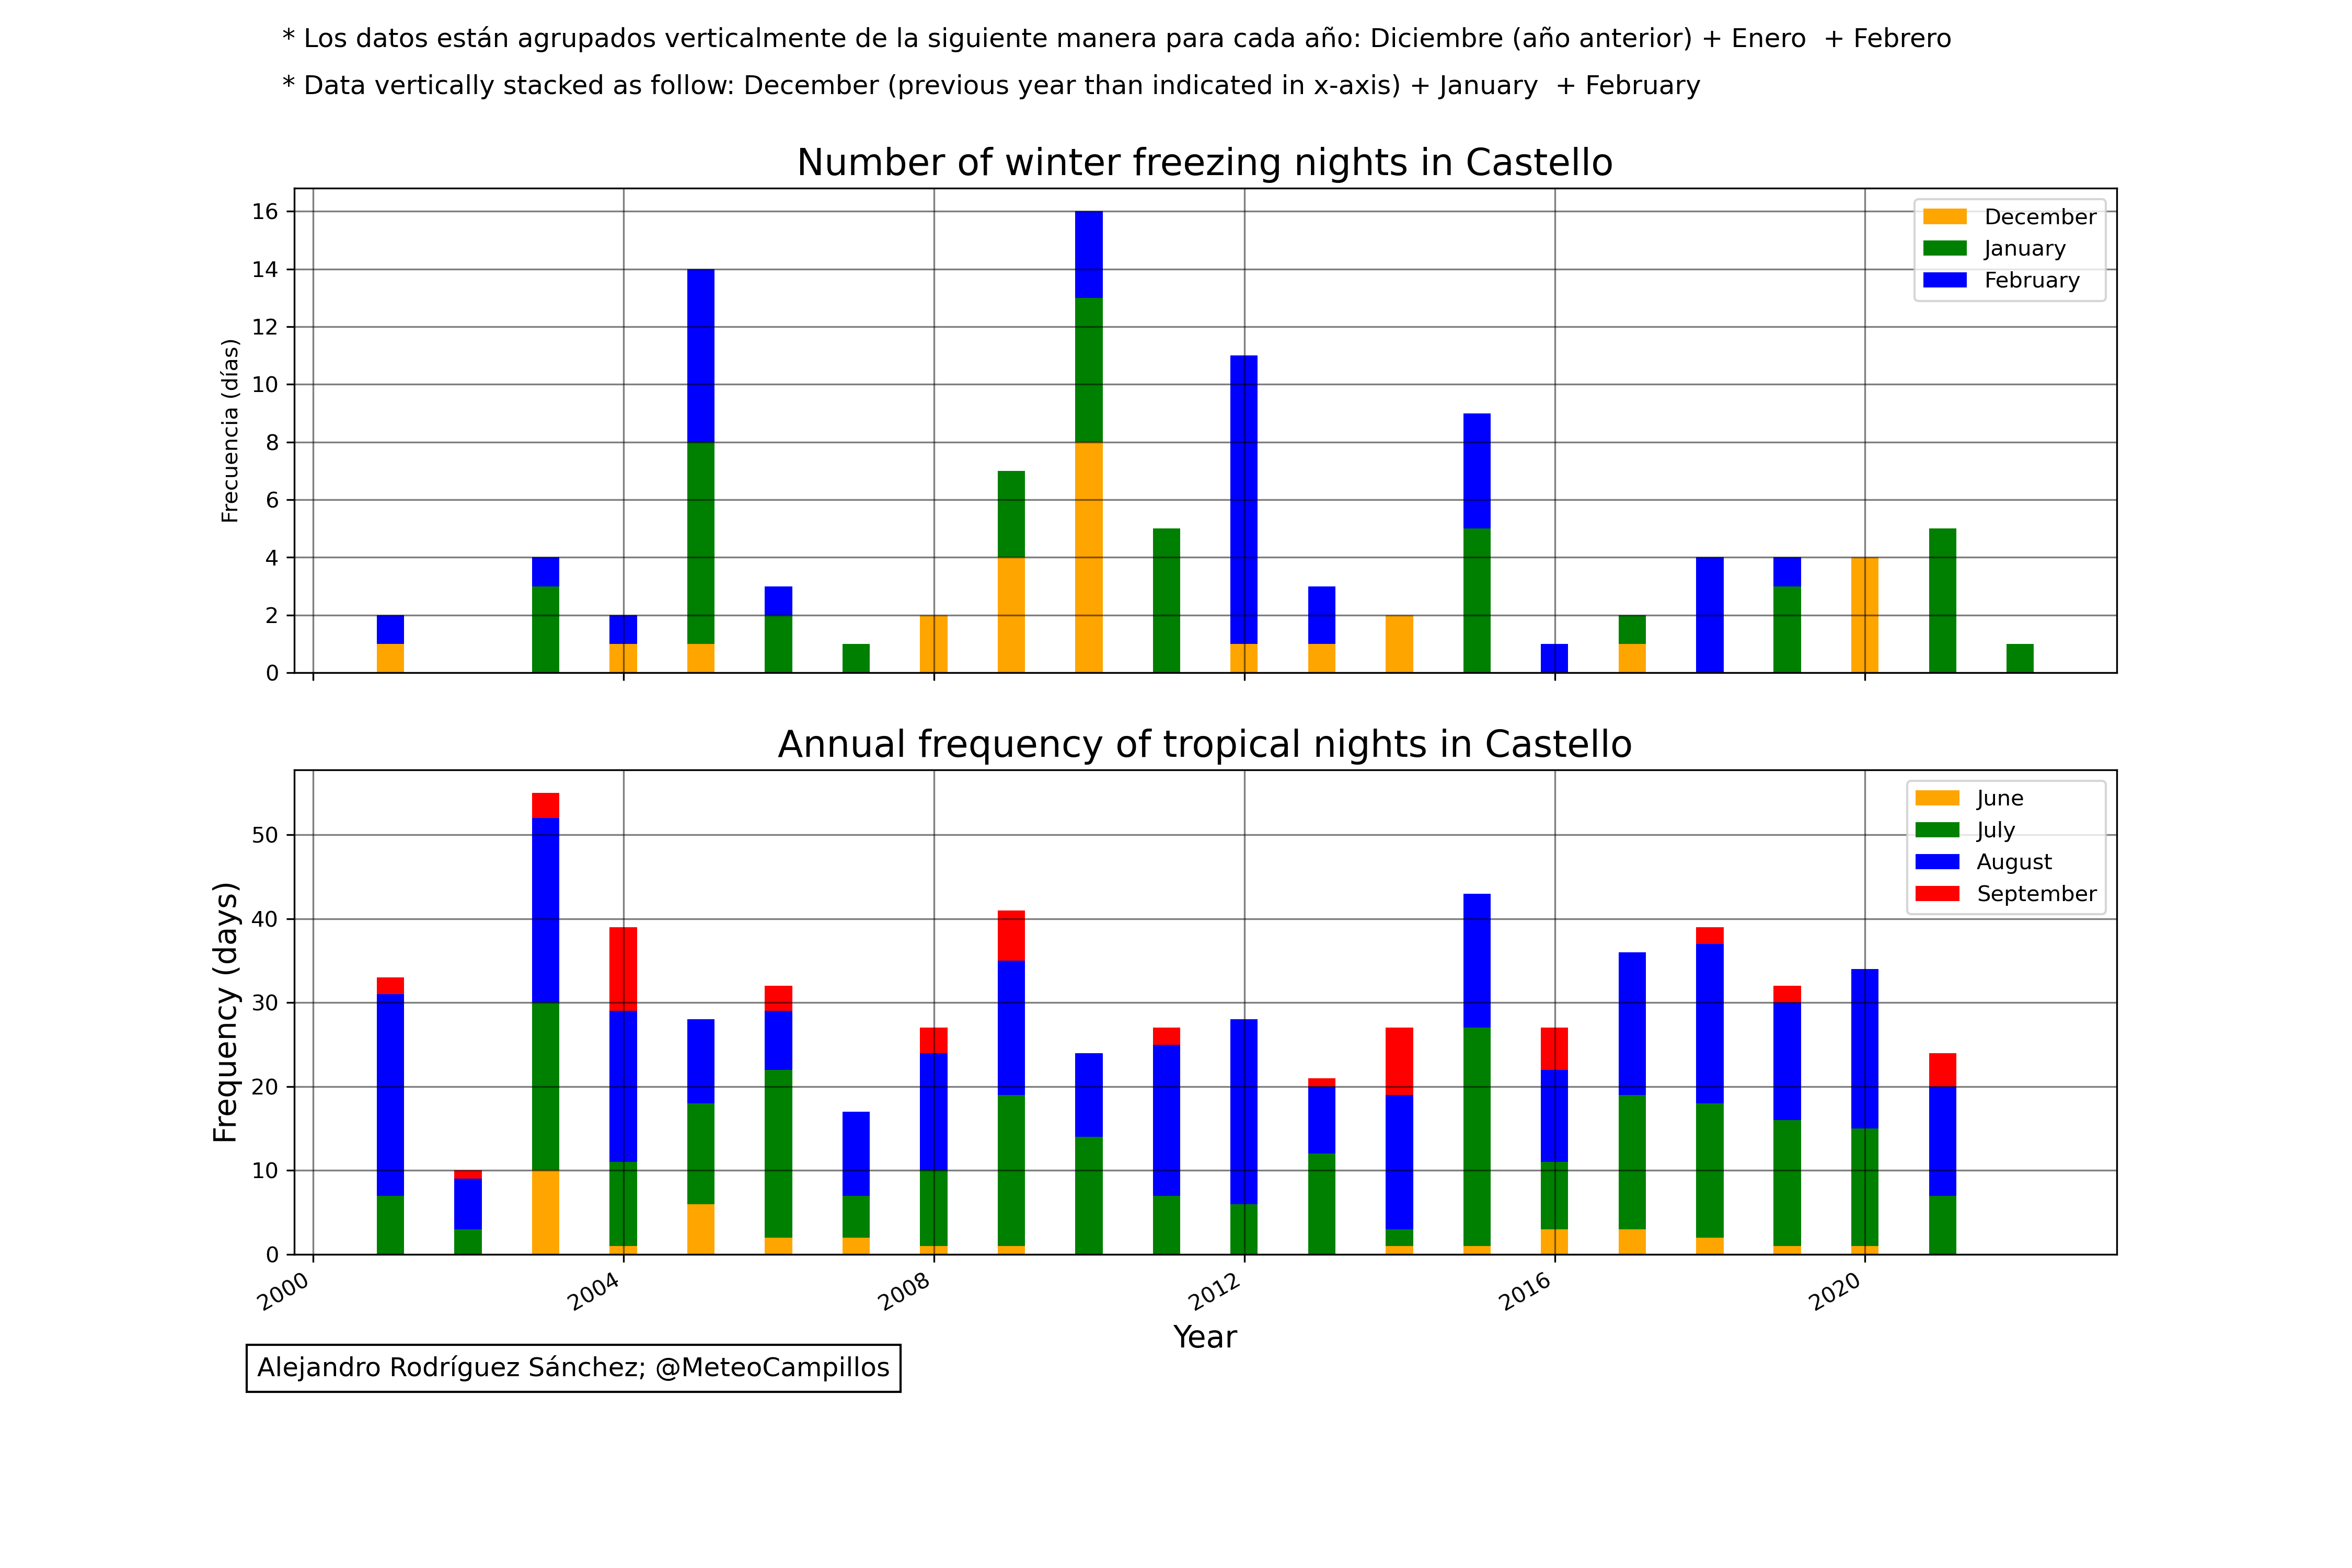 * Los datos están agrupados verticalmente de la siguiente manera para cada año: Diciembre (año anterior) + Enero  + Febrero
* Data vertically stacked as follow: December (previous year than indicated in x-axis) + January  + February
Number of winter freezing nights in Castello
Frecuencia (días)
16
14
12
10
8
6
4
2
0
December
January
February
Annual frequency of tropical nights in Castello
Frequency (days)
50
40
30
20
10
0
June
July
August
September
2000
2004
2008
2012
2016
2020
Year
Alejandro Rodríguez Sánchez; @MeteoCampillos